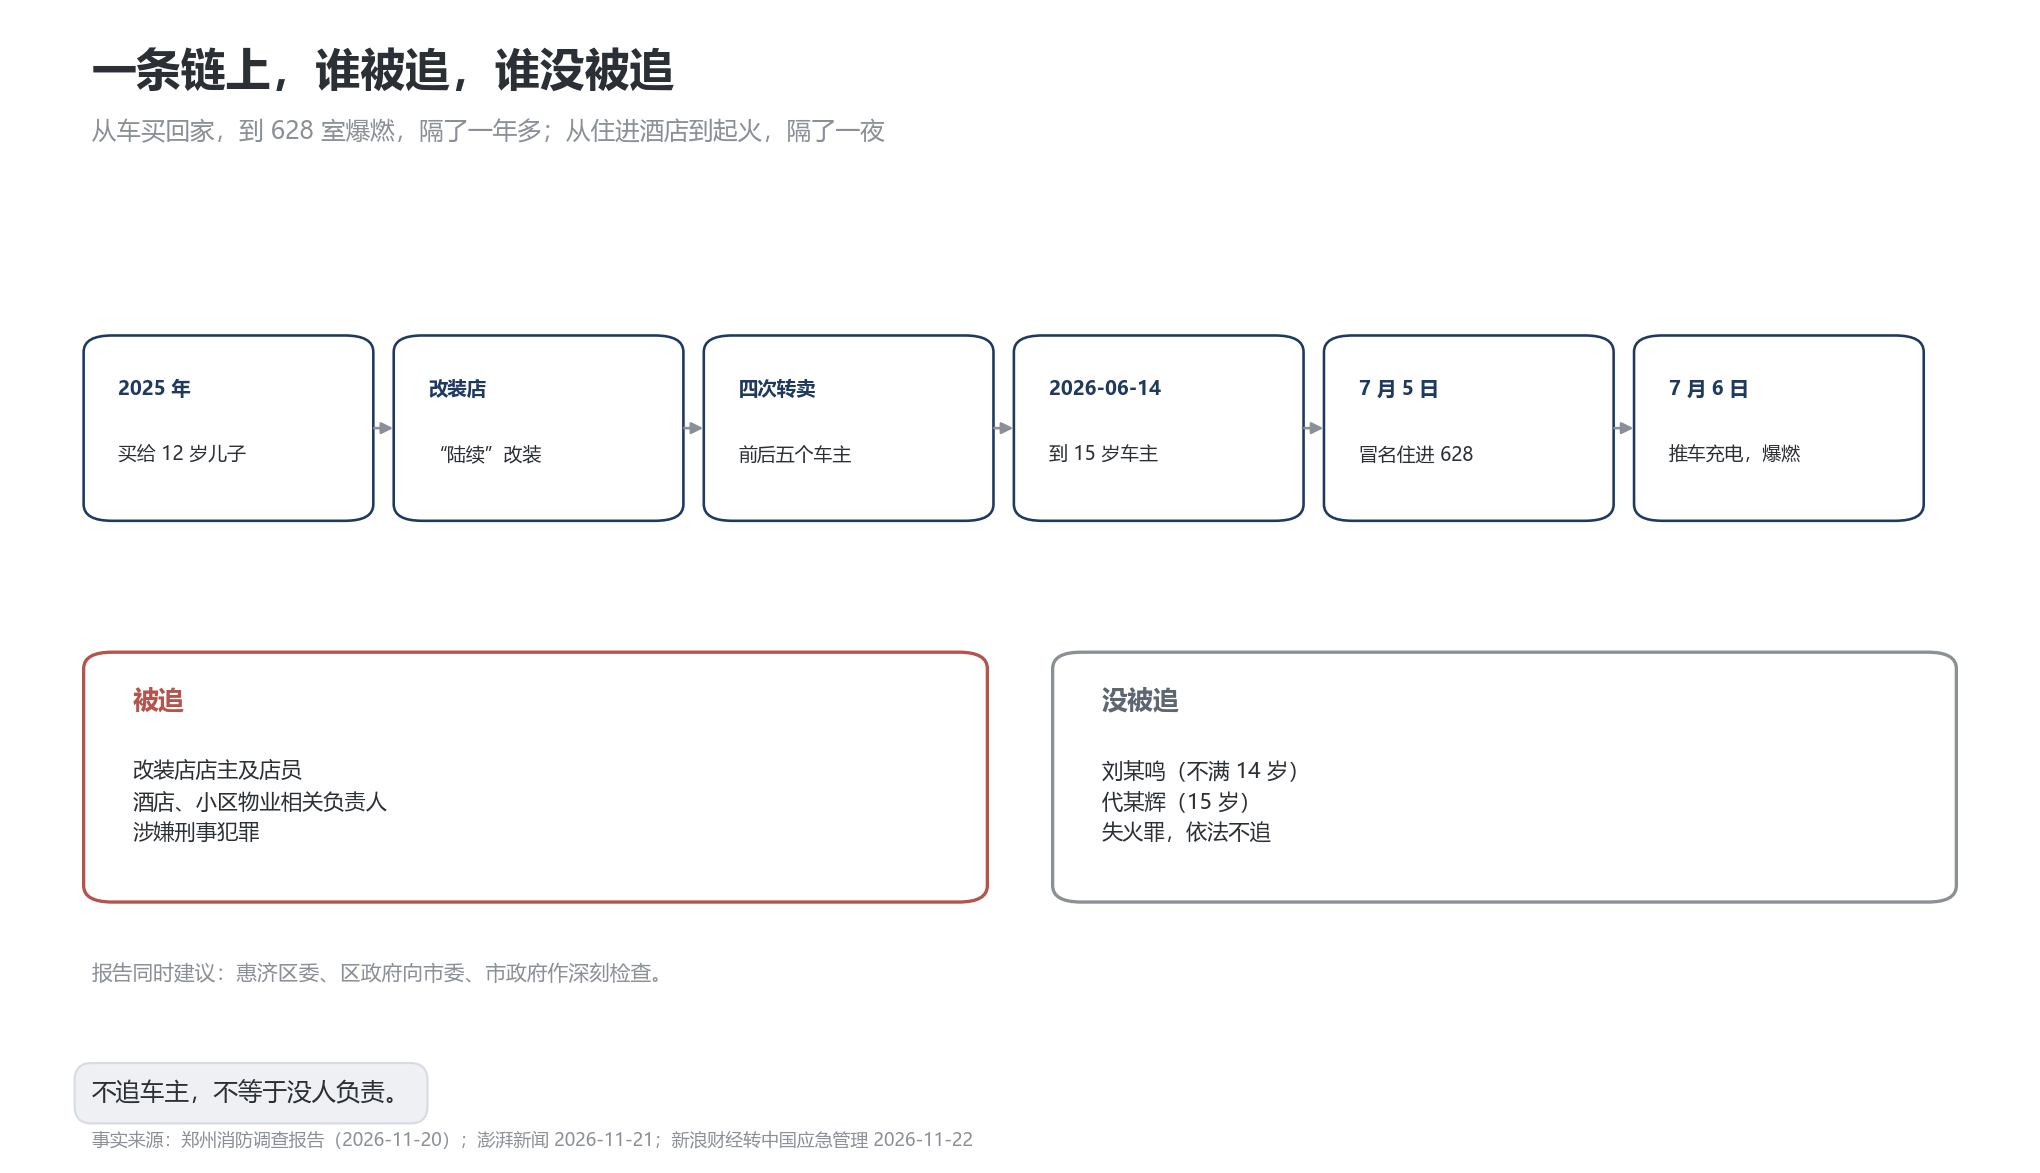 一条链上，谁被追，谁没被追
从车买回家，到 628 室爆燃，隔了一年多；从住进酒店到起火，隔了一夜
2025 年
买给 12 岁儿子
改装店
“陆续”改装
四次转卖
前后五个车主
2026-06-14
到 15 岁车主
7 月 5 日
冒名住进 628
7 月 6 日
推车充电，爆燃
被追
改装店店主及店员
酒店、小区物业相关负责人
涉嫌刑事犯罪
没被追
刘某鸣（不满 14 岁）
代某辉（15 岁）
失火罪，依法不追
报告同时建议：惠济区委、区政府向市委、市政府作深刻检查。
不追车主，不等于没人负责。
事实来源：郑州消防调查报告（2026-11-20）；澎湃新闻 2026-11-21；新浪财经转中国应急管理 2026-11-22